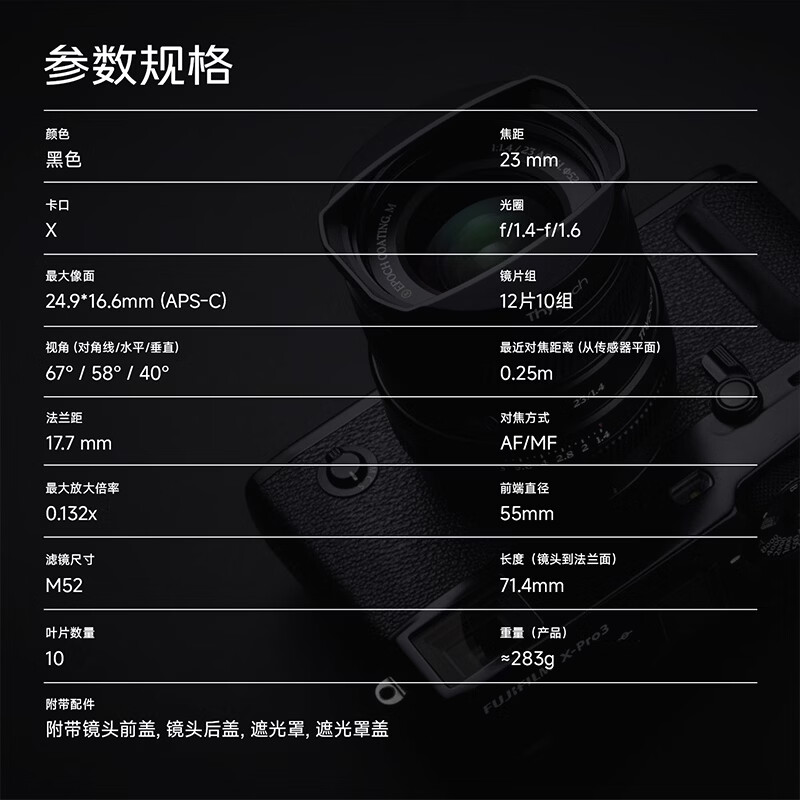 参数规格
颜色
黑色
焦距
23 mm
卡口
X
光圈
f/1.4-f/1.6
最大像面
24.9*16.6mm (APS-C)
镜片组
12片10组
视角 (对角线/水平/垂直)
67° / 58° / 40°
最近对焦距离 (从传感器平面)
0.25m
法兰距
17.7 mm
对焦方式
AF/MF
最大放大倍率
0.132x
前端直径
55mm
滤镜尺寸
M52
长度（镜头到法兰面）
71.4mm
叶片数量
10
重量（产品）
≈283g
附带配件
附带镜头前盖, 镜头后盖, 遮光罩, 遮光罩盖
EPOCH COATING.M
23/1.4
FUJIFILM X-Pro3